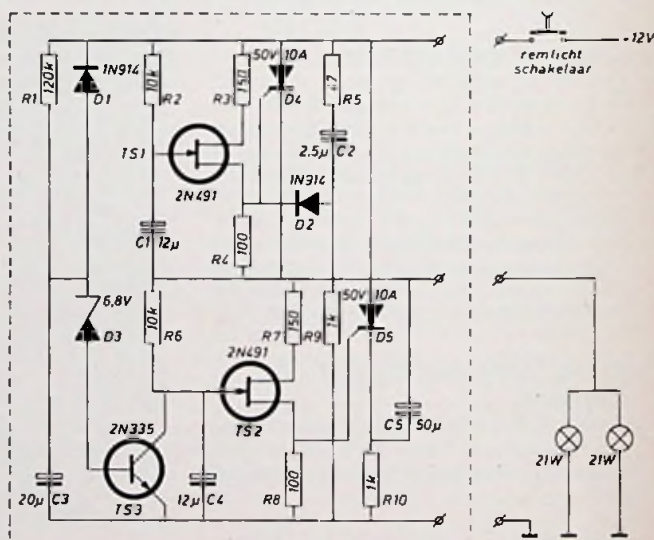 1N914
120k
R1
D1
10k
R2
150
R3
50V 10A
D4
47
R5
remlicht
schakelaar
-12V
TS1
2N491
2,5µ C2
1N914
D2
C1 12µ
100
R4
6,8V
D3
10k
R6
150
R7
1k
R9
50V 10A
D5
2N491
TS2
C5 50µ
2N335
20µ C3
TS3
12µ C4
100
R8
1k
R10
21W
21W